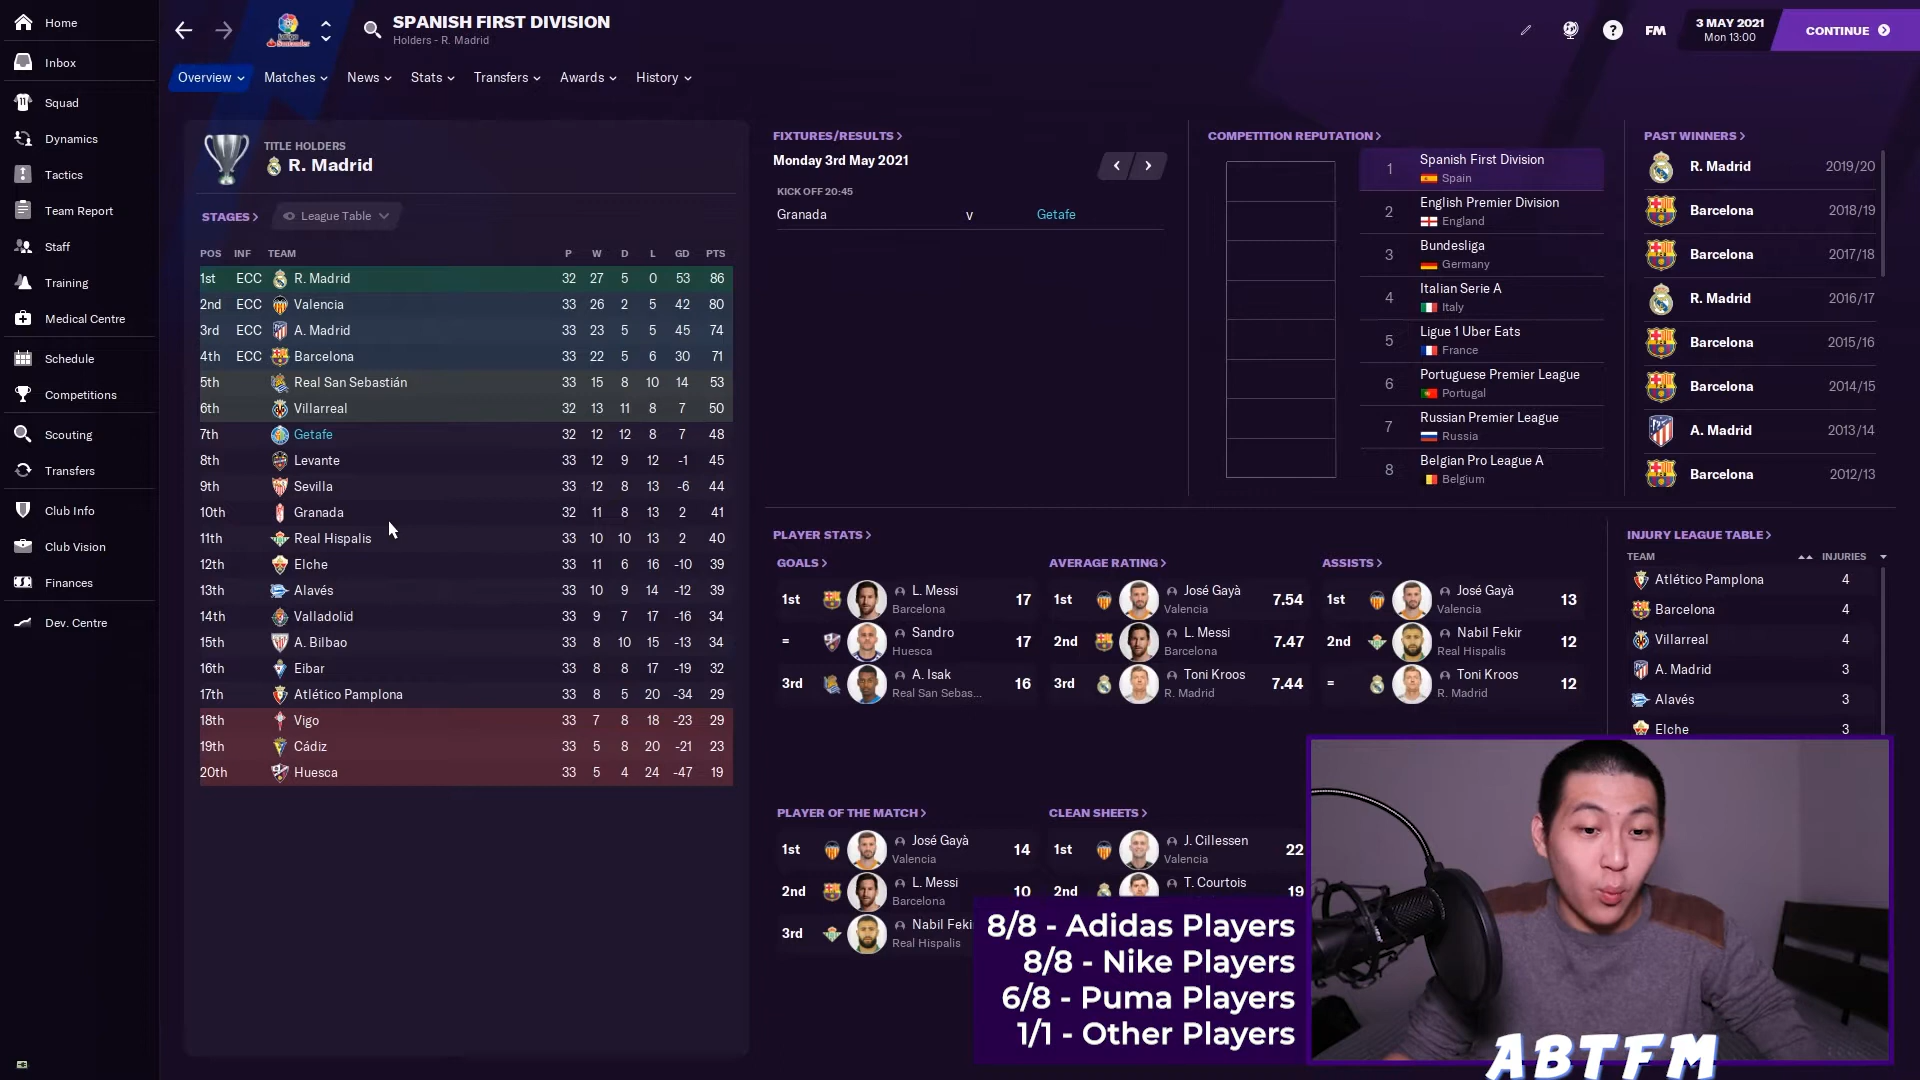 Home
Inbox
Squad
Dynamics
Tactics
Team Report
Staff
Training
Medical Centre
Schedule
Competitions
Scouting
Transfers
Club Info
Club Vision
Finances
Dev. Centre
SPANISH FIRST DIVISION
Holders - R. Madrid
FM
3 MAY 2021
Mon 13:00
CONTINUE
Overview
Matches
News
Stats
Transfers
Awards
History
TITLE HOLDERS
R. Madrid
STAGES
League Table
POS INF TEAM P W D L GD PTS
1st ECC R. Madrid 32 27 5 0 53 86
2nd ECC Valencia 33 26 2 5 42 80
3rd ECC A. Madrid 33 23 5 5 45 74
4th ECC Barcelona 33 22 5 6 30 71
5th Real San Sebastián 33 15 8 10 14 53
6th Villarreal 32 13 11 8 7 50
7th Getafe 32 12 12 8 7 48
8th Levante 33 12 9 12 -1 45
9th Sevilla 33 12 8 13 -6 44
10th Granada 32 11 8 13 2 41
11th Real Hispalis 33 10 10 13 2 40
12th Elche 33 11 6 16 -10 39
13th Alavés 33 10 9 14 -12 39
14th Valladolid 33 9 7 17 -16 34
15th A. Bilbao 33 8 10 15 -13 34
16th Eibar 33 8 8 17 -19 32
17th Atlético Pamplona 33 8 5 20 -34 29
18th Vigo 33 7 8 18 -23 29
19th Cádiz 33 5 8 20 -21 23
20th Huesca 33 5 4 24 -47 19
FIXTURES/RESULTS
Monday 3rd May 2021
KICK OFF 20:45
Granada v Getafe
COMPETITION REPUTATION
1 Spanish First Division
Spain
2 English Premier Division
England
3 Bundesliga
Germany
4 Italian Serie A
Italy
5 Ligue 1 Uber Eats
France
6 Portuguese Premier League
Portugal
7 Russian Premier League
Russia
8 Belgian Pro League A
Belgium
PAST WINNERS
R. Madrid 2019/20
Barcelona 2018/19
Barcelona 2017/18
R. Madrid 2016/17
Barcelona 2015/16
Barcelona 2014/15
A. Madrid 2013/14
Barcelona 2012/13
PLAYER STATS
GOALS
1st L. Messi 17
Barcelona
= Sandro 17
Huesca
3rd A. Isak 16
Real San Sebas...
AVERAGE RATING
1st José Gayà 7.54
Valencia
2nd L. Messi 7.47
Barcelona
3rd Toni Kroos 7.44
R. Madrid
ASSISTS
1st José Gayà 13
Valencia
2nd Nabil Fekir 12
Real Hispalis
= Toni Kroos 12
R. Madrid
INJURY LEAGUE TABLE
TEAM INJURIES
Atlético Pamplona 4
Barcelona 4
Villarreal 4
A. Madrid 3
Alavés 3
Elche 3
PLAYER OF THE MATCH
1st José Gayà 14
Valencia
2nd L. Messi 10
Barcelona
3rd Nabil Feki
Real Hispalis
CLEAN SHEETS
1st J. Cillessen 22
Valencia
2nd T. Courtois 19
8/8 - Adidas Players
8/8 - Nike Players
6/8 - Puma Players
1/1 - Other Players
ABTFM